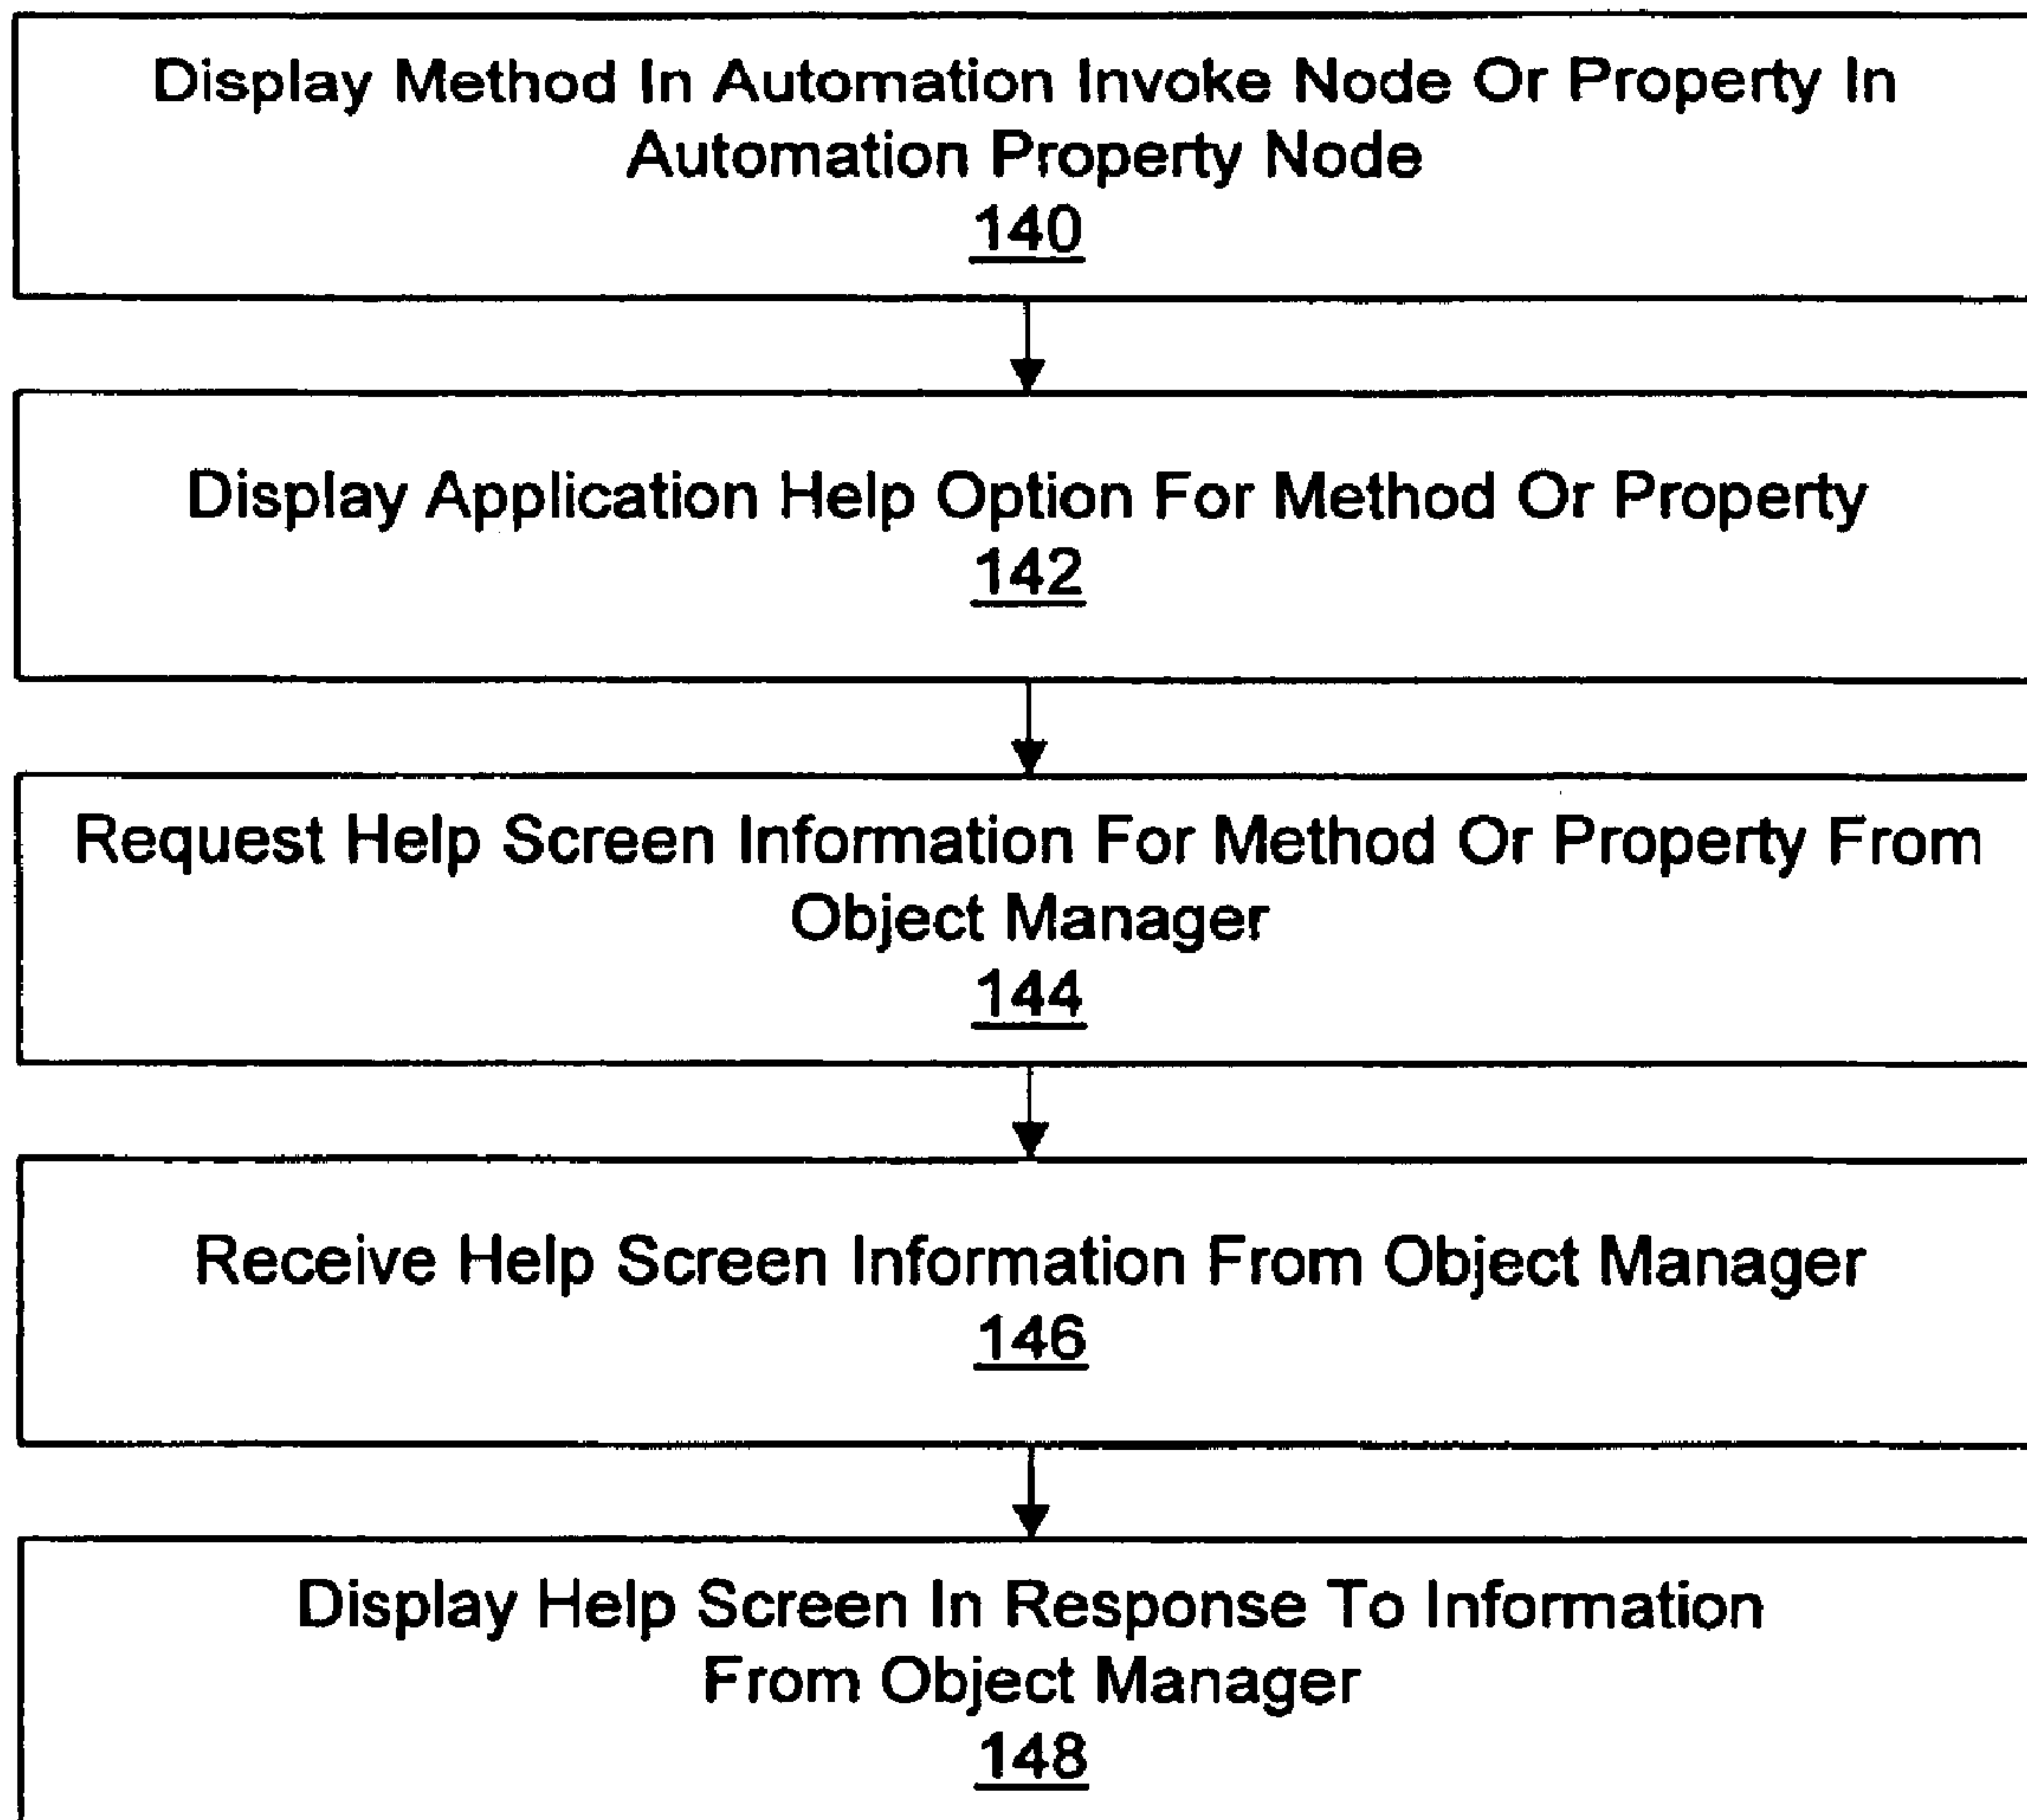 Display Method In Automation Invoke Node Or Property In
Automation Property Node
140
Display Application Help Option For Method Or Property
142
Request Help Screen Information For Method Or Property From
Object Manager
144
Receive Help Screen Information From Object Manager
146
Display Help Screen In Response To Information
From Object Manager
148